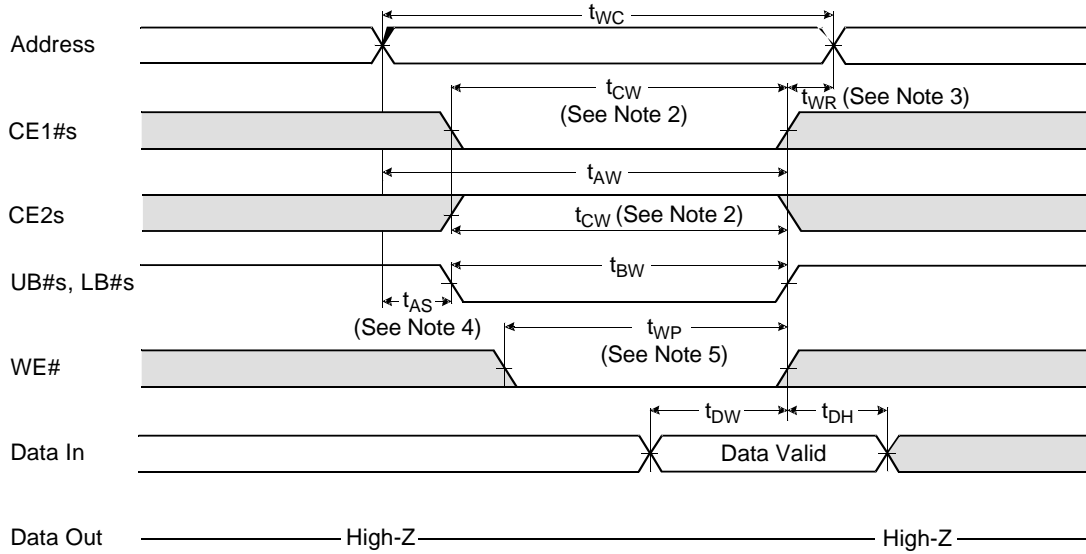 tWC
Address
tCW
(See Note 2)
tWR (See Note 3)
CE1#s
tAW
CE2s
tCW (See Note 2)
UB#s, LB#s
tBW
tAS
(See Note 4)
tWP
(See Note 5)
WE#
tDW
tDH
Data In
Data Valid
Data Out
High-Z
High-Z